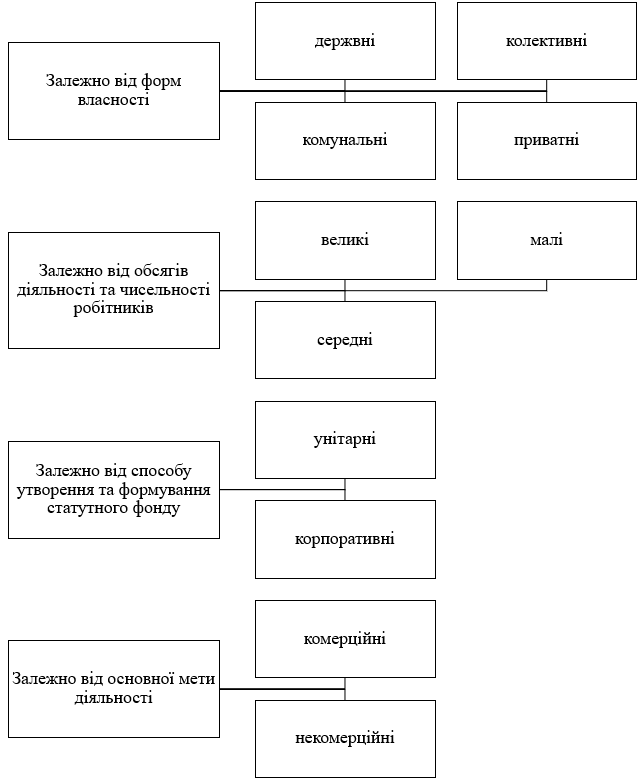 Залежно від форм
власності
держвні
колективні
комунальні
приватні
Залежно від обсягів
діяльності та чисельності
робітників
великі
малі
середні
Залежно від способу
утворення та формування
статутного фонду
унітарні
корпоративні
Залежно від основної мети
діяльності
комерційні
некомерційні